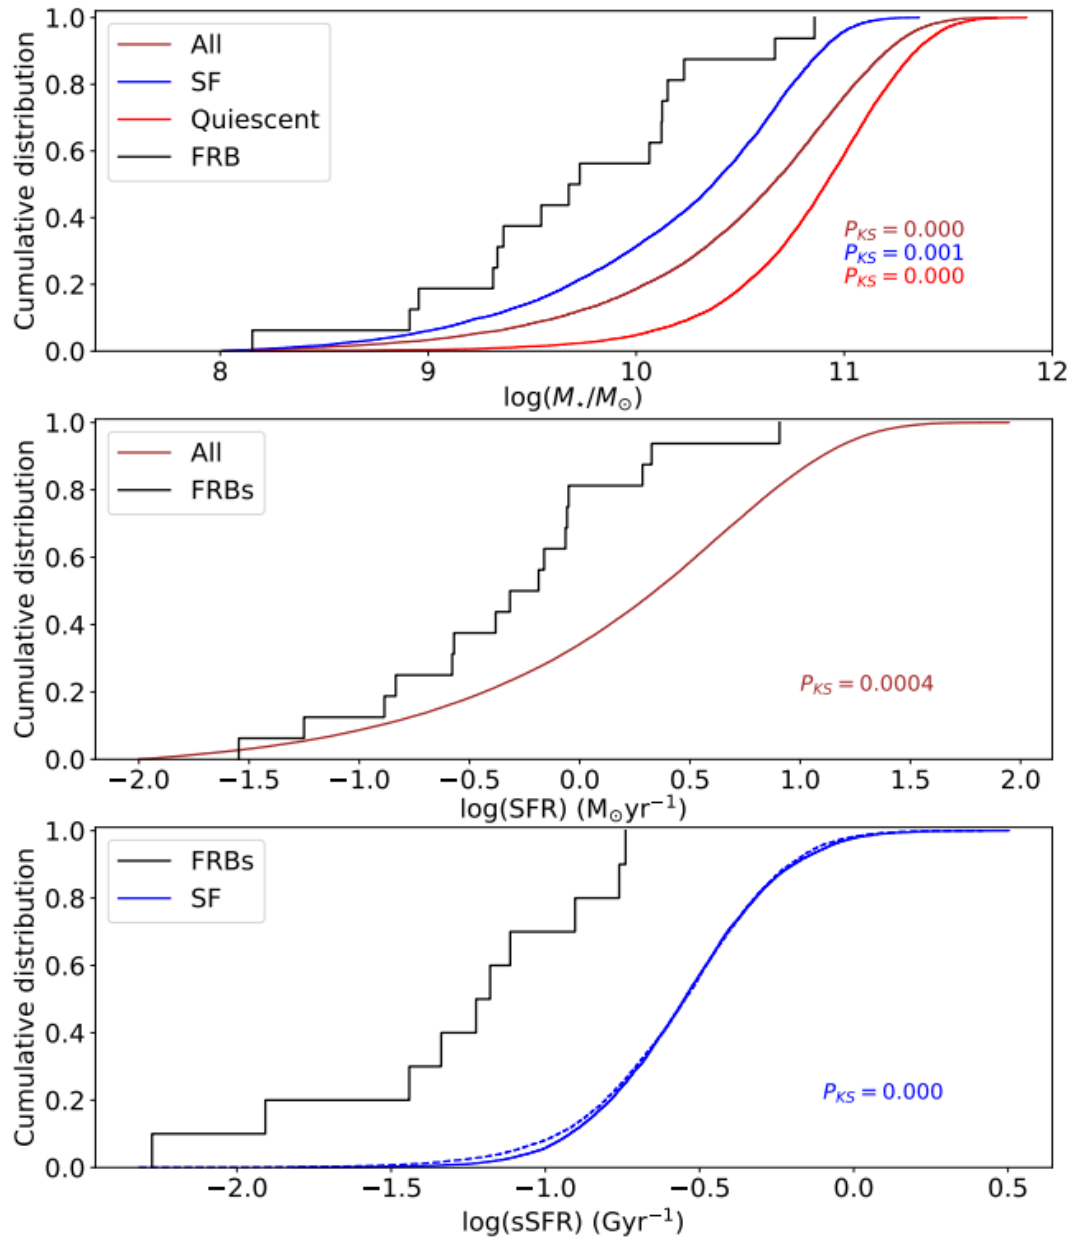 1.0
0.8
0.6
0.4
0.2
0.0
Cumulative distribution
All
SF
Quiescent
FRB
P_KS = 0.000
P_KS = 0.001
P_KS = 0.000
8 9 10 11 12
log(M⋆/M⊙)
1.0
0.8
0.6
0.4
0.2
0.0
Cumulative distribution
All
FRBs
P_KS = 0.0004
−2.0 −1.5 −1.0 −0.5 0.0 0.5 1.0 1.5 2.0
log(SFR) (M⊙yr⁻¹)
1.0
0.8
0.6
0.4
0.2
0.0
Cumulative distribution
FRBs
SF
P_KS = 0.000
−2.0 −1.5 −1.0 −0.5 0.0 0.5
log(sSFR) (Gyr⁻¹)